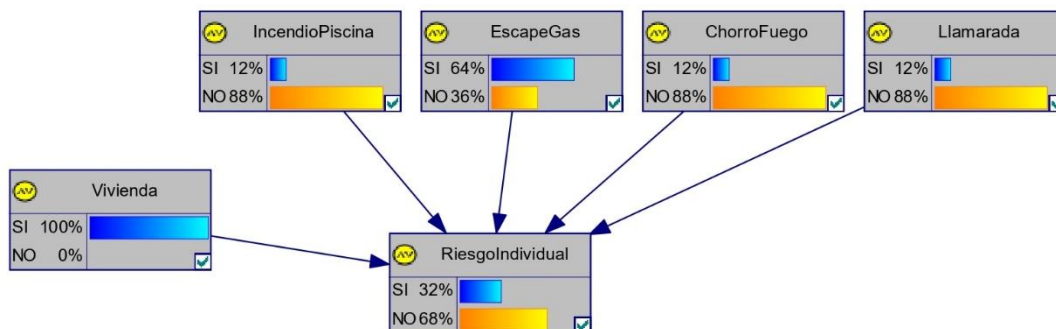 IncendioPiscina
SI 12%
NO 88%
EscapeGas
SI 64%
NO 36%
ChorroFuego
SI 12%
NO 88%
Llamarada
SI 12%
NO 88%
Vivienda
SI 100%
NO 0%
RiesgoIndividual
SI 32%
NO 68%